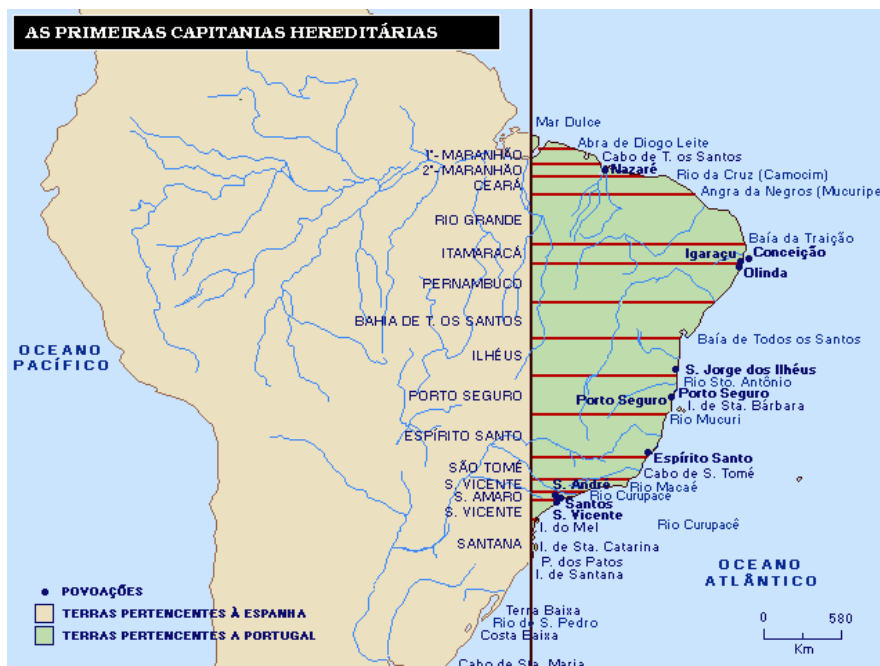 AS PRIMEIRAS CAPITANIAS HEREDITÁRIAS
Mar Dulce
Abra de Diogo Leite
1ª- MARANHÃO
Cabo de T. os Santos
2ª- MARANHÃO
Nazaré
Rio da Cruz (Camocim)
CEARÁ
Angra da Negros (Mucuripe
RIO GRANDE
Baía da Traição
ITAMARACÁ
Igaraçu
Conceição
Olinda
PERNAMBUCO
BAHIA DE T. OS SANTOS
Baía de Todos os Santos
OCEANO
PACÍFICO
ILHÉUS
S. Jorge dos Ilhéus
Rio Sto. Antônio
PORTO SEGURO
Porto Seguro
Porto Seguro
I. de Sta. Bárbara
Rio Mucuri
ESPÍRITO SANTO
Espírito Santo
SÃO TOMÉ
Cabo de S. Tomé
S. VICENTE
S. André
Rio Macaé
S. AMARO
Rio Curupacê
Santos
S. VICENTE
S. Vicente
I. do Mel
Rio Curupacê
SANTANA
I. de Sta. Catarina
P. dos Patos
I. de Santana
OCEANO
ATLÂNTICO
POVOAÇÕES
TERRAS PERTENCENTES À ESPANHA
TERRAS PERTENCENTES A PORTUGAL
Terra Baixa
Rio de S. Pedro
Costa Baixa
Cabo de Sta. Maria
0 580
Km